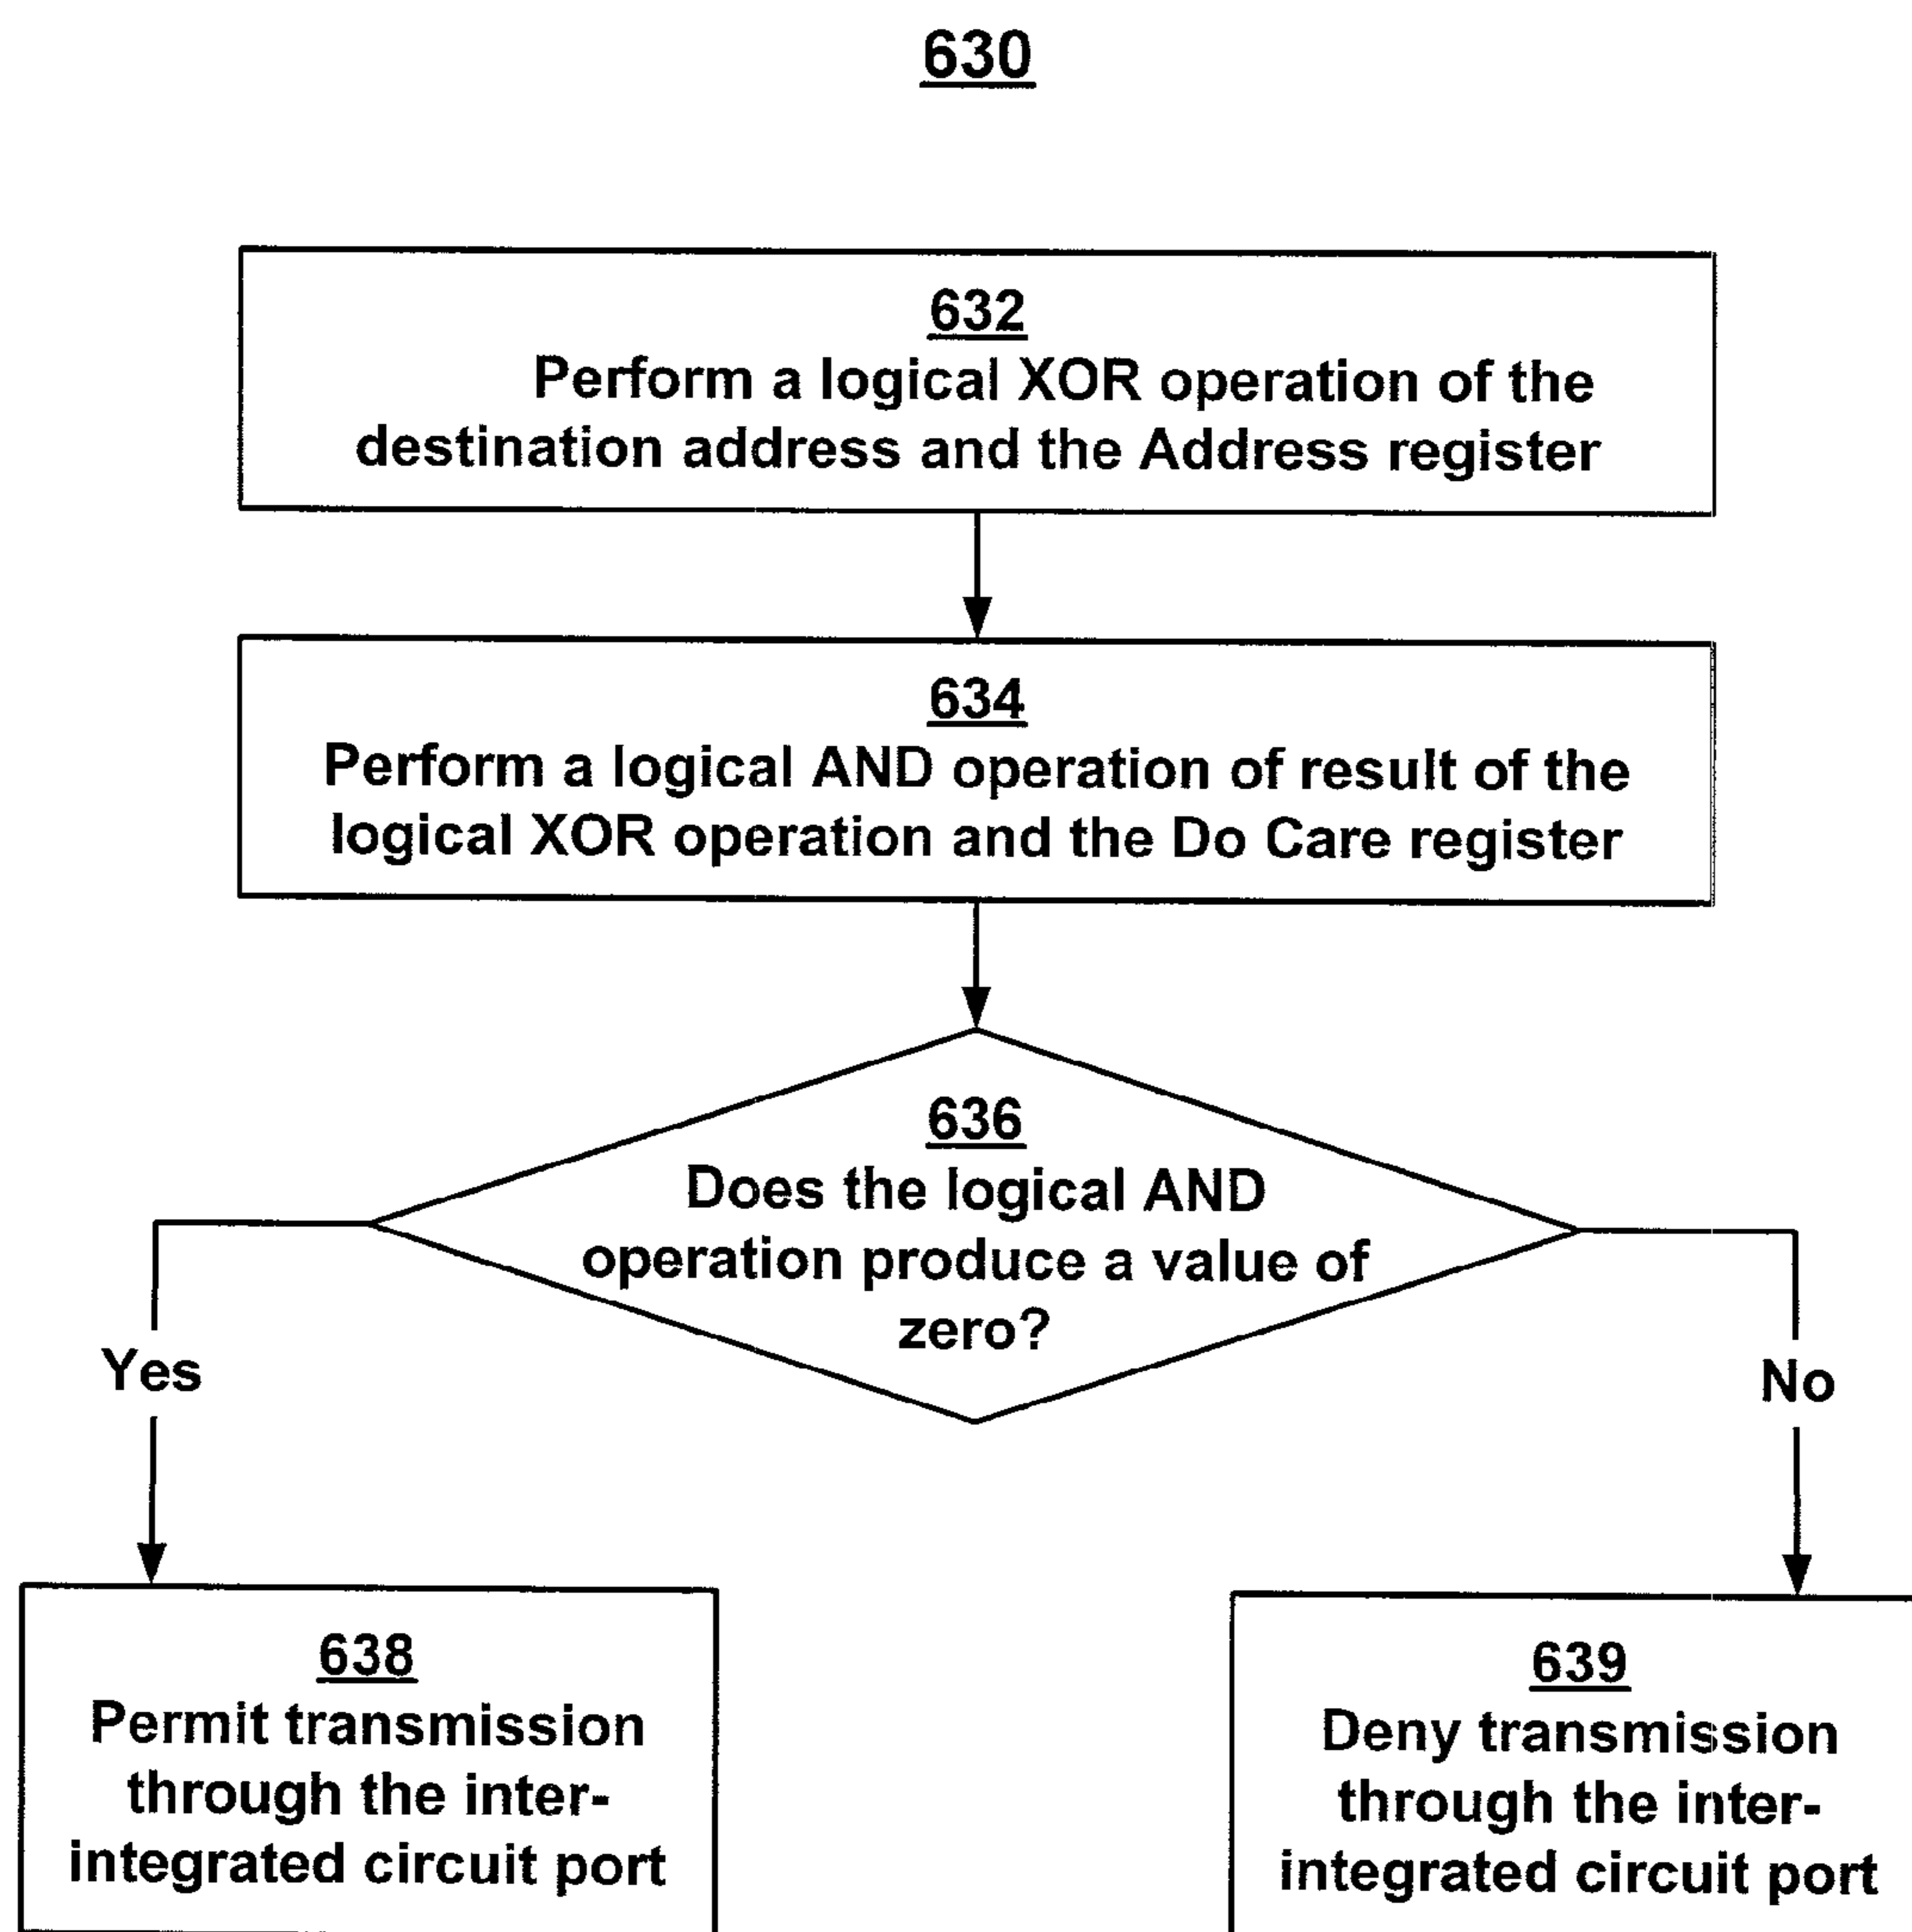 630
632
Perform a logical XOR operation of the
destination address and the Address register
634
Perform a logical AND operation of result of the
logical XOR operation and the Do Care register
636
Does the logical AND
operation produce a value of
zero?
Yes
No
638
Permit transmission
through the inter-
integrated circuit port
639
Deny transmission
through the inter-
integrated circuit port